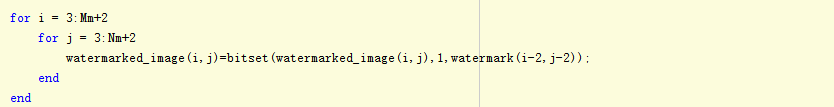 for i = 3:Mm+2
for j = 3:Nm+2
watermarked_image(i,j)=bitset(watermarked_image(i,j),1,watermark(i-2,j-2));
end
end